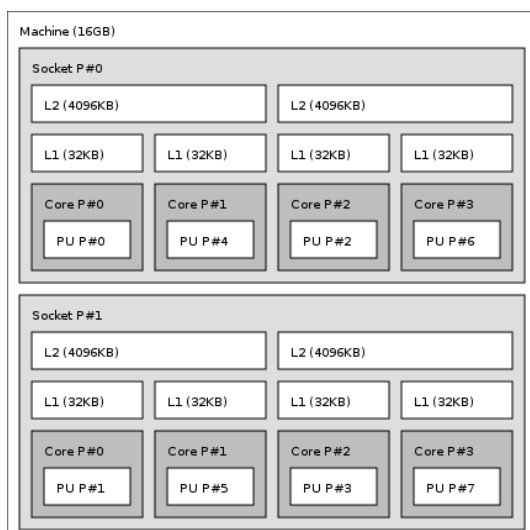 Machine (16GB)
Socket P#0
L2 (4096KB) L2 (4096KB)
L1 (32KB) L1 (32KB) L1 (32KB) L1 (32KB)
Core P#0 Core P#1 Core P#2 Core P#3
PU P#0 PU P#4 PU P#2 PU P#6
Socket P#1
L2 (4096KB) L2 (4096KB)
L1 (32KB) L1 (32KB) L1 (32KB) L1 (32KB)
Core P#0 Core P#1 Core P#2 Core P#3
PU P#1 PU P#5 PU P#3 PU P#7